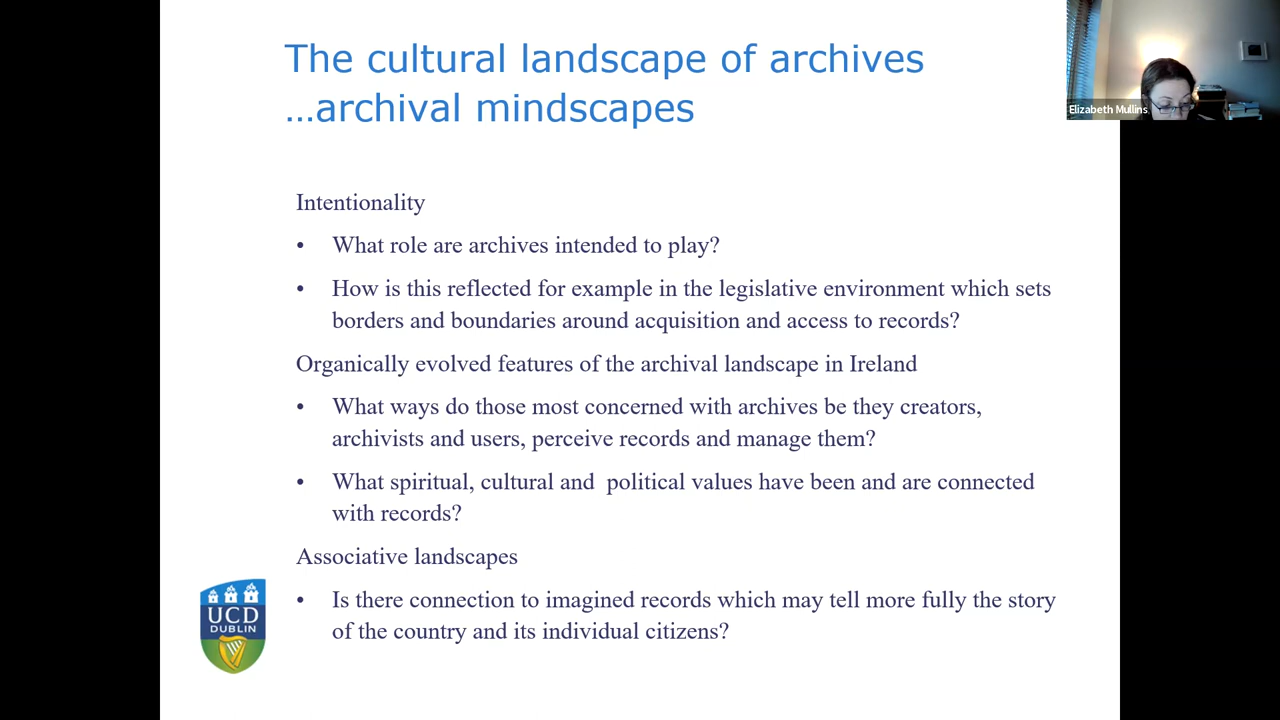 The cultural landscape of archives
…archival mindscapes
Elizabeth Mullins
Intentionality
• What role are archives intended to play?
• How is this reflected for example in the legislative environment which sets
borders and boundaries around acquisition and access to records?
Organically evolved features of the archival landscape in Ireland
• What ways do those most concerned with archives be they creators,
archivists and users, perceive records and manage them?
• What spiritual, cultural and  political values have been and are connected
with records?
Associative landscapes
• Is there connection to imagined records which may tell more fully the story
of the country and its individual citizens?
UCD
DUBLIN